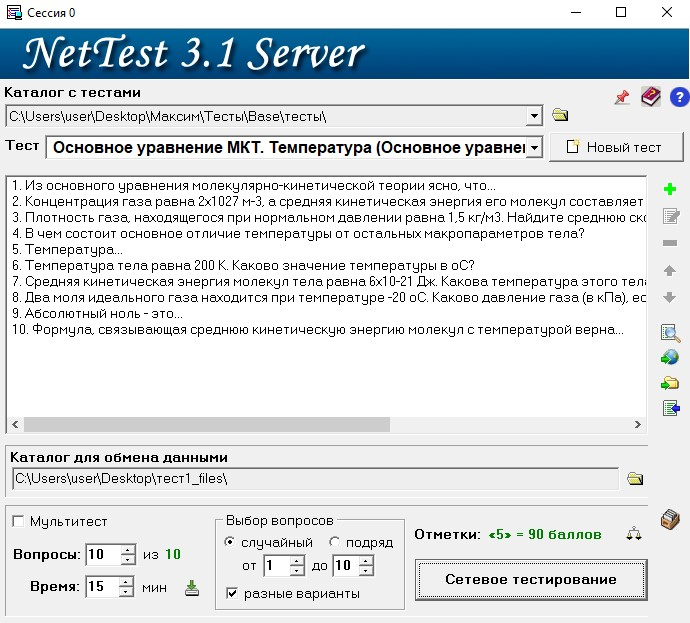 Сессия 0
NetTest 3.1 Server
Каталог с тестами
C:\Users\user\Desktop\Максим\Тесты\Base\тесты\
Тест Основное уравнение МКТ. Температура (Основное уравнен Новый тест
1. Из основного уравнения молекулярно-кинетической теории ясно, что...
2. Концентрация газа равна 2x1027 м-3, а средняя кинетическая энергия его молекул составляет
3. Плотность газа, находящегося при нормальном давлении равна 1,5 кг/м3. Найдите среднюю ско
4. В чем состоит основное отличие температуры от остальных макропараметров тела?
5. Температура...
6. Температура тела равна 200 К. Каково значение температуры в оС?
7. Средняя кинетическая энергия молекул тела равна 6x10-21 Дж. Какова температура этого тела
8. Два моля идеального газа находится при температуре -20 оС. Каково давление газа (в кПа), ес
9. Абсолютный ноль - это...
10. Формула, связывающая среднюю кинетическую энергию молекул с температурой верна...
Каталог для обмена данными
C:\Users\user\Desktop\тест1_files\
Мультитест
Вопросы: 10 из 10
Время: 15 мин
Выбор вопросов
случайный подряд
от 1 до 10
разные варианты
Отметки: «5» = 90 баллов
Сетевое тестирование